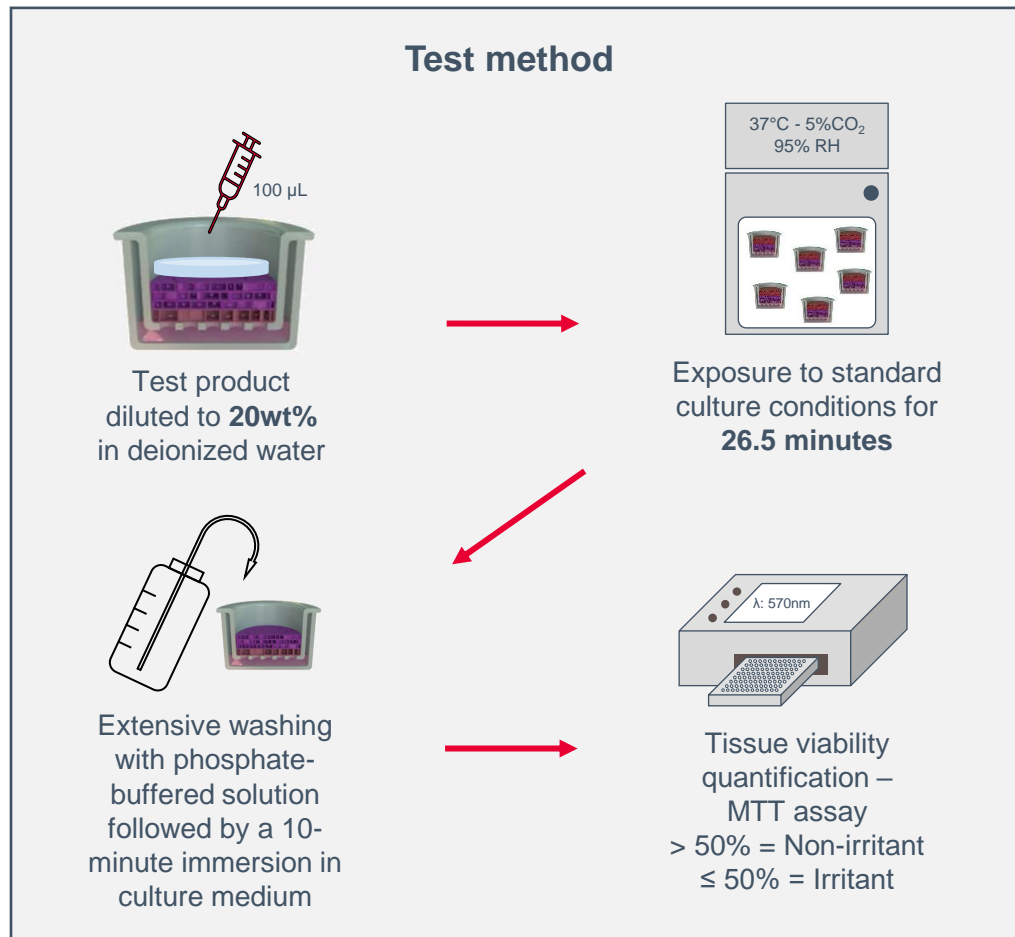 Test method
100 µL
Test product
diluted to 20wt%
in deionized water
37°C - 5%CO₂
95% RH
Exposure to standard
culture conditions for
26.5 minutes
Extensive washing
with phosphate-
buffered solution
followed by a 10-
minute immersion in
culture medium
λ: 570nm
Tissue viability
quantification –
MTT assay
> 50% = Non-irritant
≤ 50% = Irritant